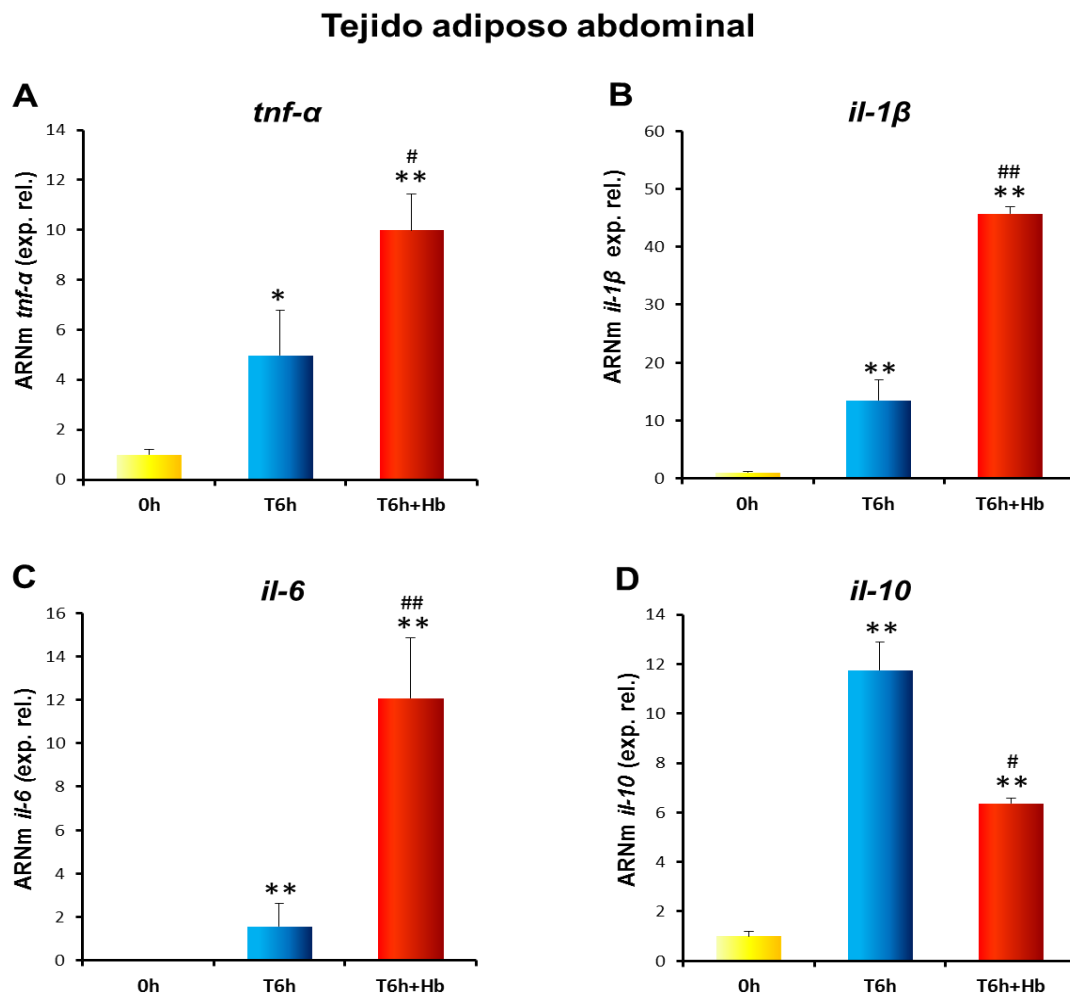 Tejido adiposo abdominal
A
tnf-α
ARNm tnf-α (exp. rel.)
14
12
10
8
6
4
2
0
*
#
**
0h
T6h
T6h+Hb
B
il-1β
ARNm il-1β exp. rel.)
60
50
40
30
20
10
0
**
##
**
0h
T6h
T6h+Hb
C
il-6
ARNm il-6 (exp. rel.)
16
14
12
10
8
6
4
2
0
**
##
**
0h
T6h
T6h+Hb
D
il-10
ARNm il-10 (exp. rel.)
14
12
10
8
6
4
2
0
**
#
**
0h
T6h
T6h+Hb